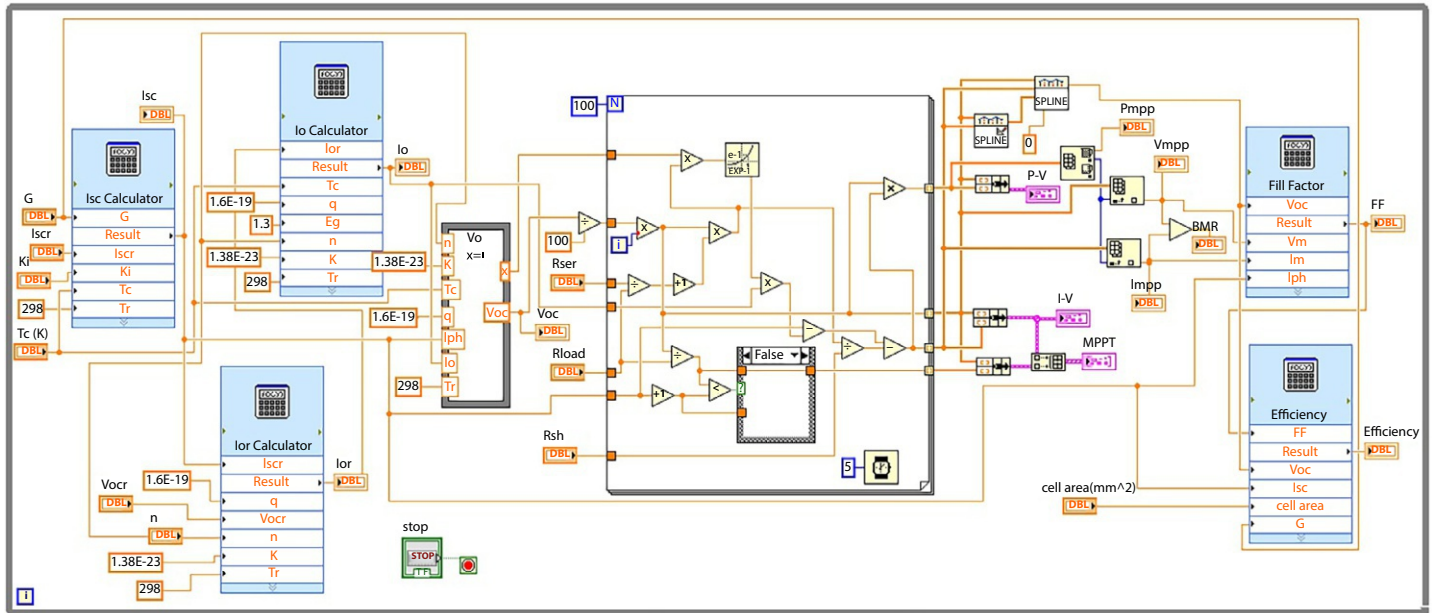 Isc
DBL
G
DBL
Iscr
DBL
Ki
DBL
298
Tc (K)
DBL
Isc Calculator
G
Result
Iscr
Ki
Tc
Tr
Io Calculator
Ior
Result
Tc
q
Eg
n
K
Tr
1.6E-19
1.3
1.38E-23
298
Io
DBL
1.38E-23
1.6E-19
298
Vo
n
K
Tc
q
Iph
Io
Tr
x
Voc
Voc
DBL
Ior Calculator
Iscr
Result
q
Vocr
n
K
Tr
1.6E-19
Vocr
DBL
n
DBL
1.38E-23
298
Ior
DBL
stop
STOP
TF
i
100
N
100
i
Rser
DBL
Rload
DBL
Rsh
DBL
x
e-1
EXP-1
÷
x
x
÷
+1
x
x
−
÷
−
÷
+1
<
False
?
5
SPLINE
SPLINE
0
P-V
DBL
Pmpp
DBL
Vmpp
BMR
DBL
Impp
DBL
I-V
MPPT
Fill Factor
Voc
Result
Vm
Im
Iph
FF
DBL
Efficiency
FF
Result
Voc
Isc
cell area
G
Efficiency
DBL
cell area(mm^2)
DBL